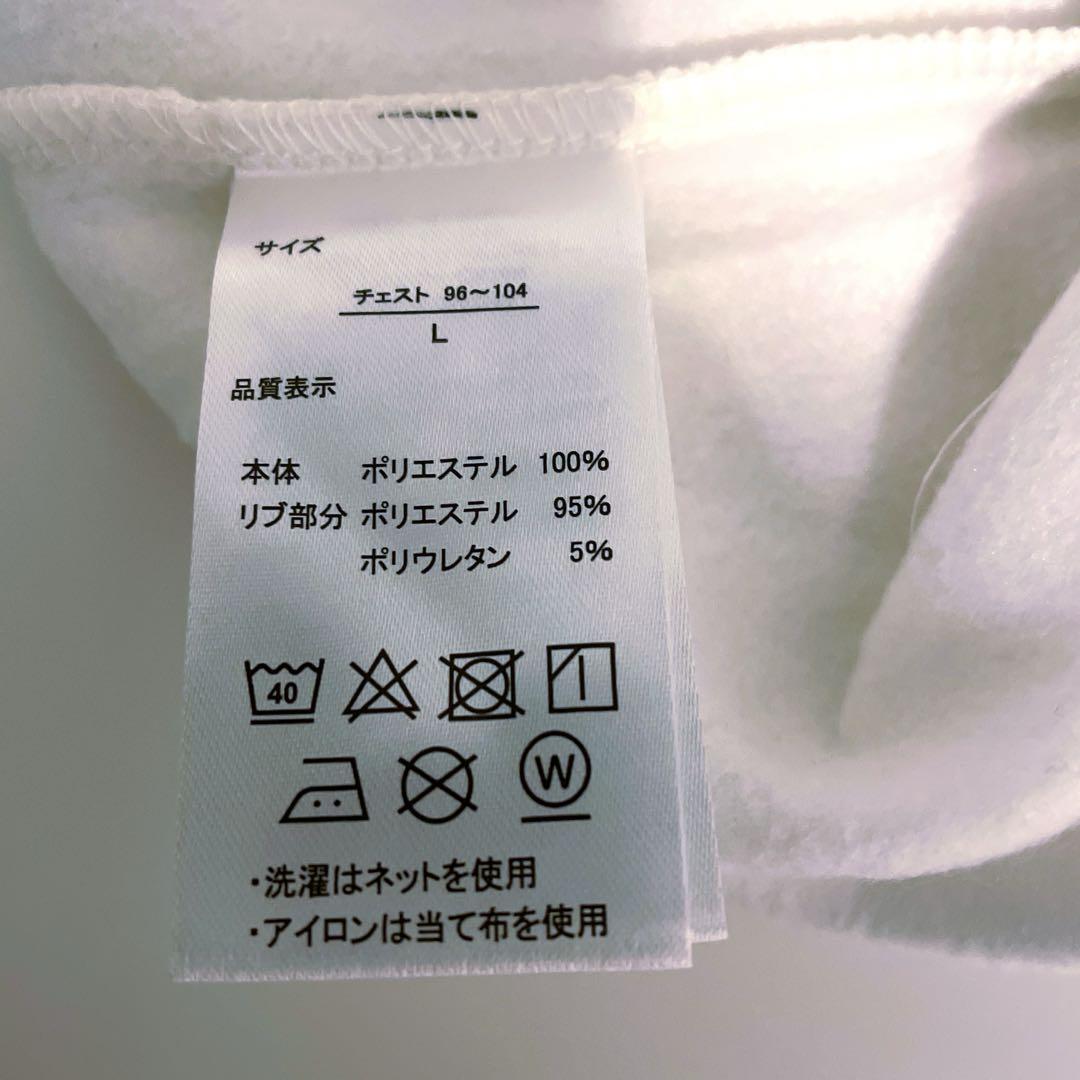 サイズ
チェスト 96～104
L
品質表示
本体 ポリエステル 100%
リブ部分 ポリエステル 95%
ポリウレタン 5%
40
W
・洗濯はネットを使用
・アイロンは当て布を使用